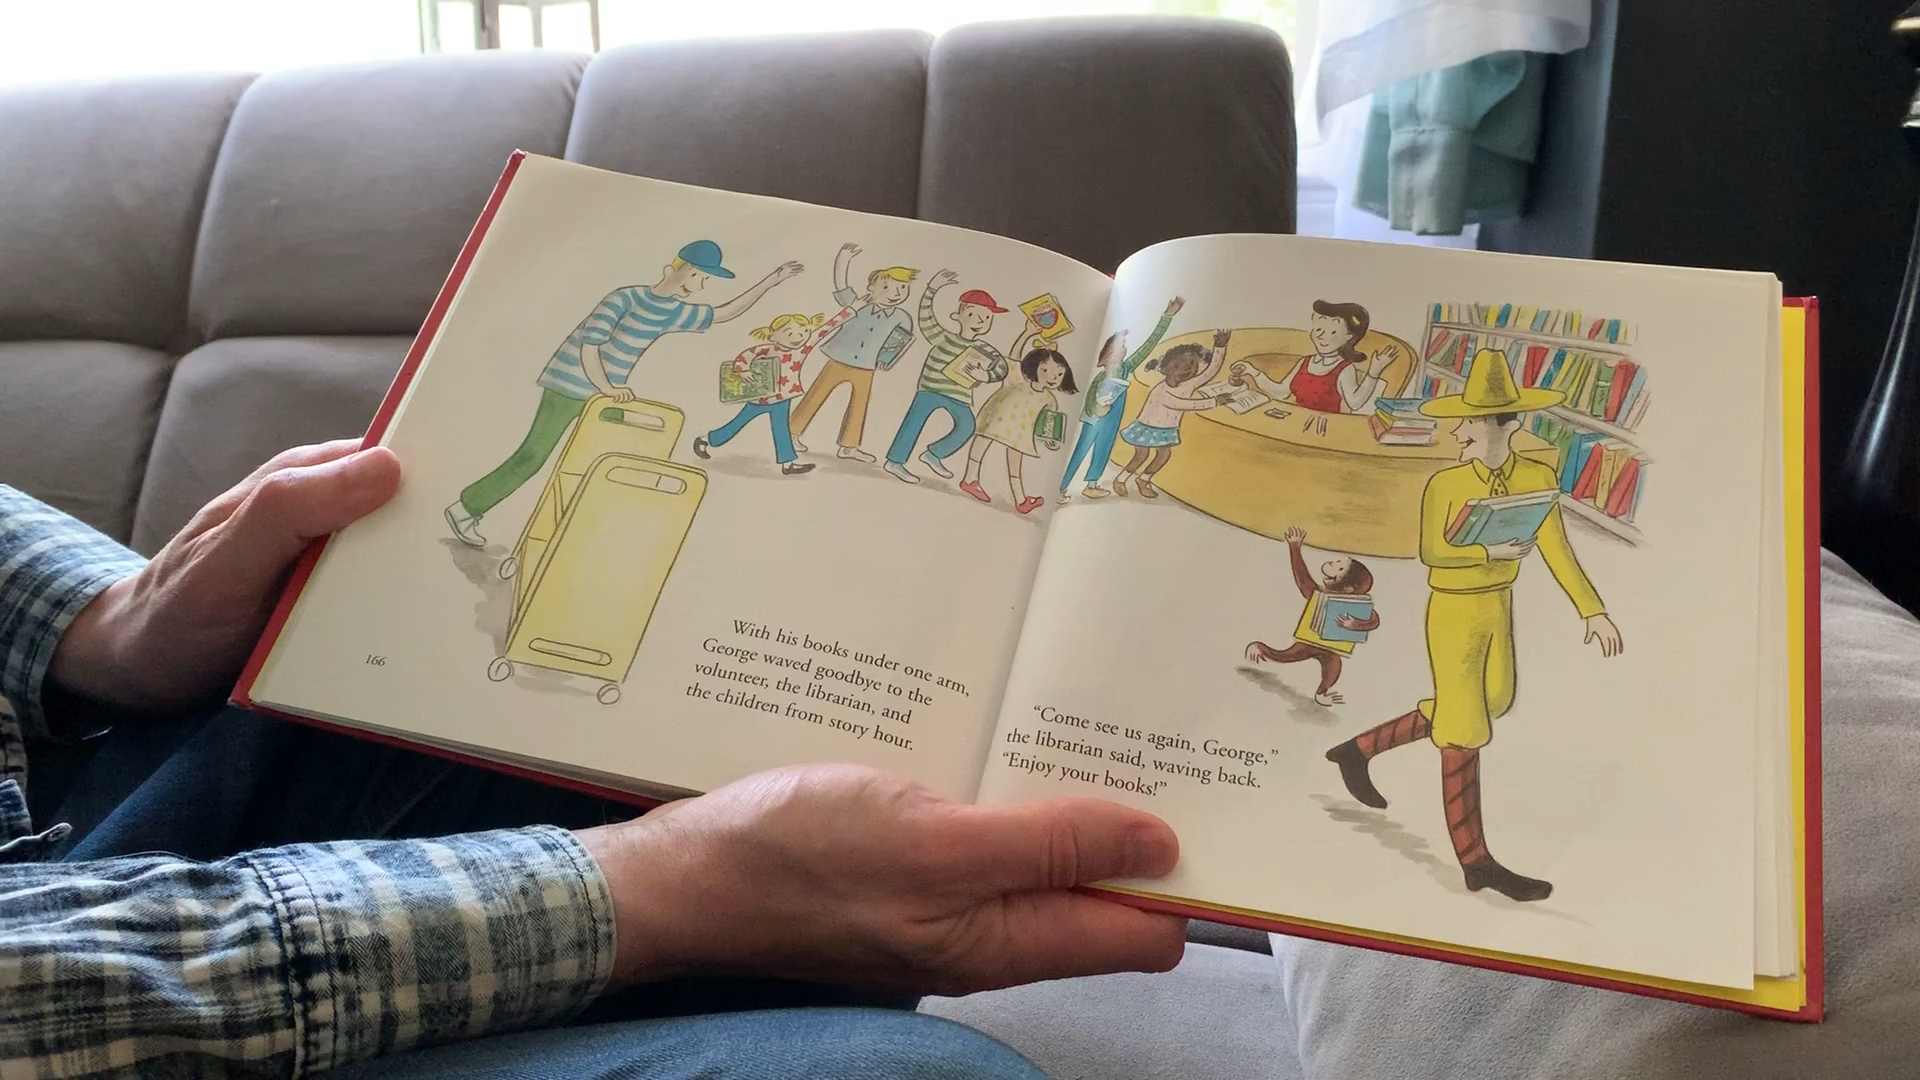 166
With his books under one arm,
George waved goodbye to the
volunteer, the librarian, and
the children from story hour.
“Come see us again, George,”
the librarian said, waving back.
“Enjoy your books!”